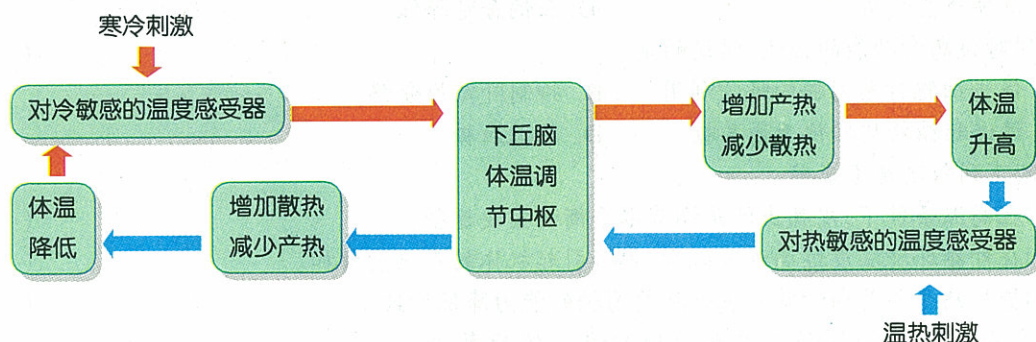 寒冷刺激
对冷敏感的温度感受器
下丘脑
体温调
节中枢
增加产热
减少散热
体温
升高
体温
降低
增加散热
减少产热
对热敏感的温度感受器
温热刺激